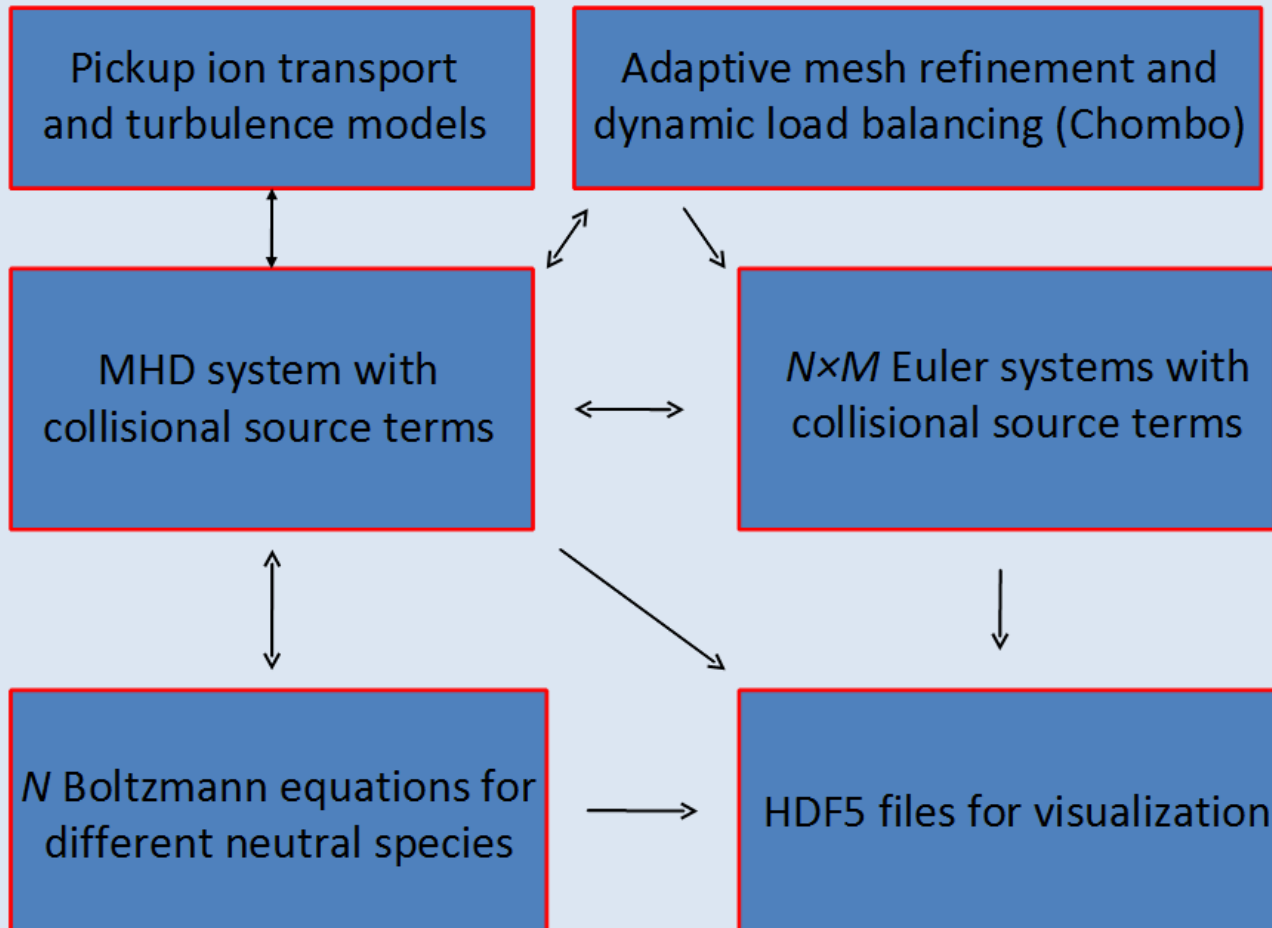 Pickup ion transport
and turbulence models
Adaptive mesh refinement and
dynamic load balancing (Chombo)
MHD system with
collisional source terms
N×M Euler systems with
collisional source terms
N Boltzmann equations for
different neutral species
HDF5 files for visualization